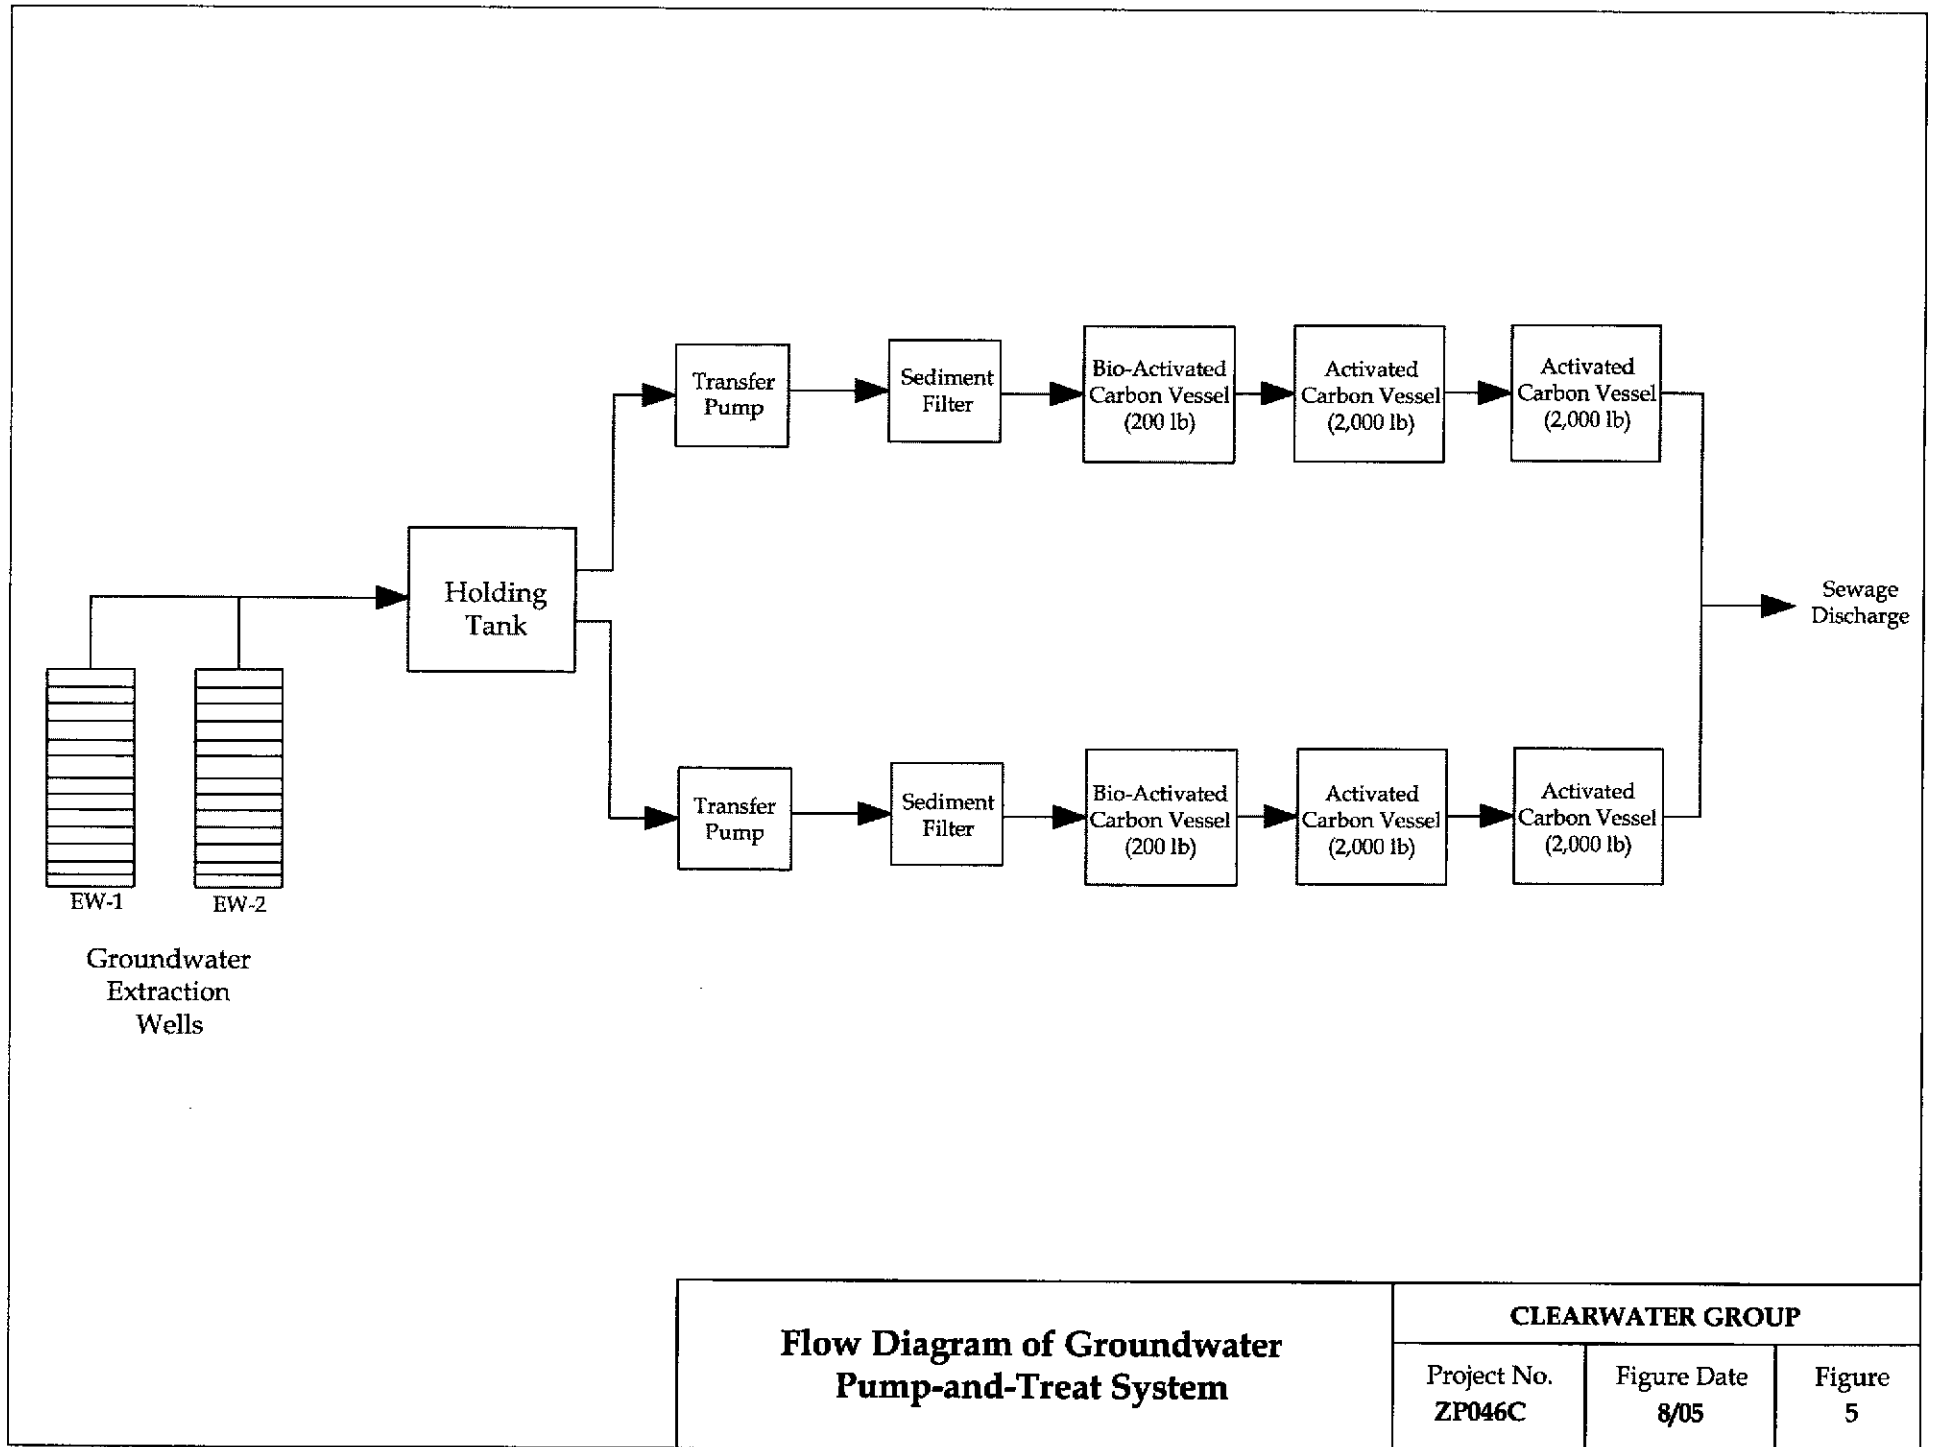 Transfer
Pump
Sediment
Filter
Bio-Activated
Carbon Vessel
(200 lb)
Activated
Carbon Vessel
(2,000 lb)
Activated
Carbon Vessel
(2,000 lb)
Holding
Tank
Sewage
Discharge
Transfer
Pump
Sediment
Filter
Bio-Activated
Carbon Vessel
(200 lb)
Activated
Carbon Vessel
(2,000 lb)
Activated
Carbon Vessel
(2,000 lb)
EW-1
EW-2
Groundwater
Extraction
Wells
Flow Diagram of Groundwater
Pump-and-Treat System
CLEARWATER GROUP
Project No.
ZP046C
Figure Date
8/05
Figure
5